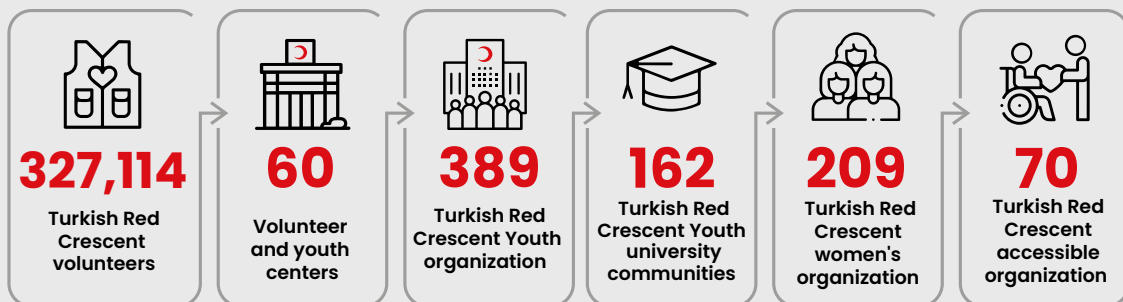 327,114
Turkish Red
Crescent
volunteers
60
Volunteer
and youth
centers
389
Turkish Red
Crescent Youth
organization
162
Turkish Red
Crescent Youth
university
communities
209
Turkish Red
Crescent
women's
organization
70
Turkish Red
Crescent
accessible
organization